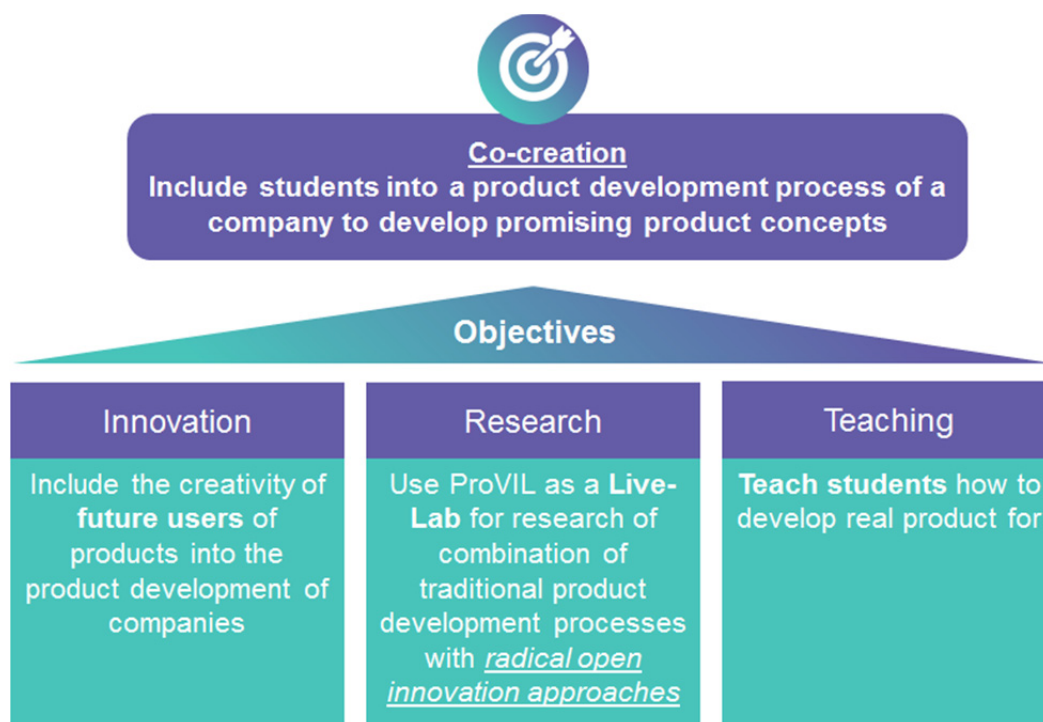 Co-creation
Include students into a product development process of a
company to develop promising product concepts
Objectives
Innovation
Include the creativity of
future users of
products into the
product development of
companies
Research
Use ProVIL as a Live-
Lab for research of
combination of
traditional product
development processes
with radical open
innovation approaches
Teaching
Teach students how to
develop real product for